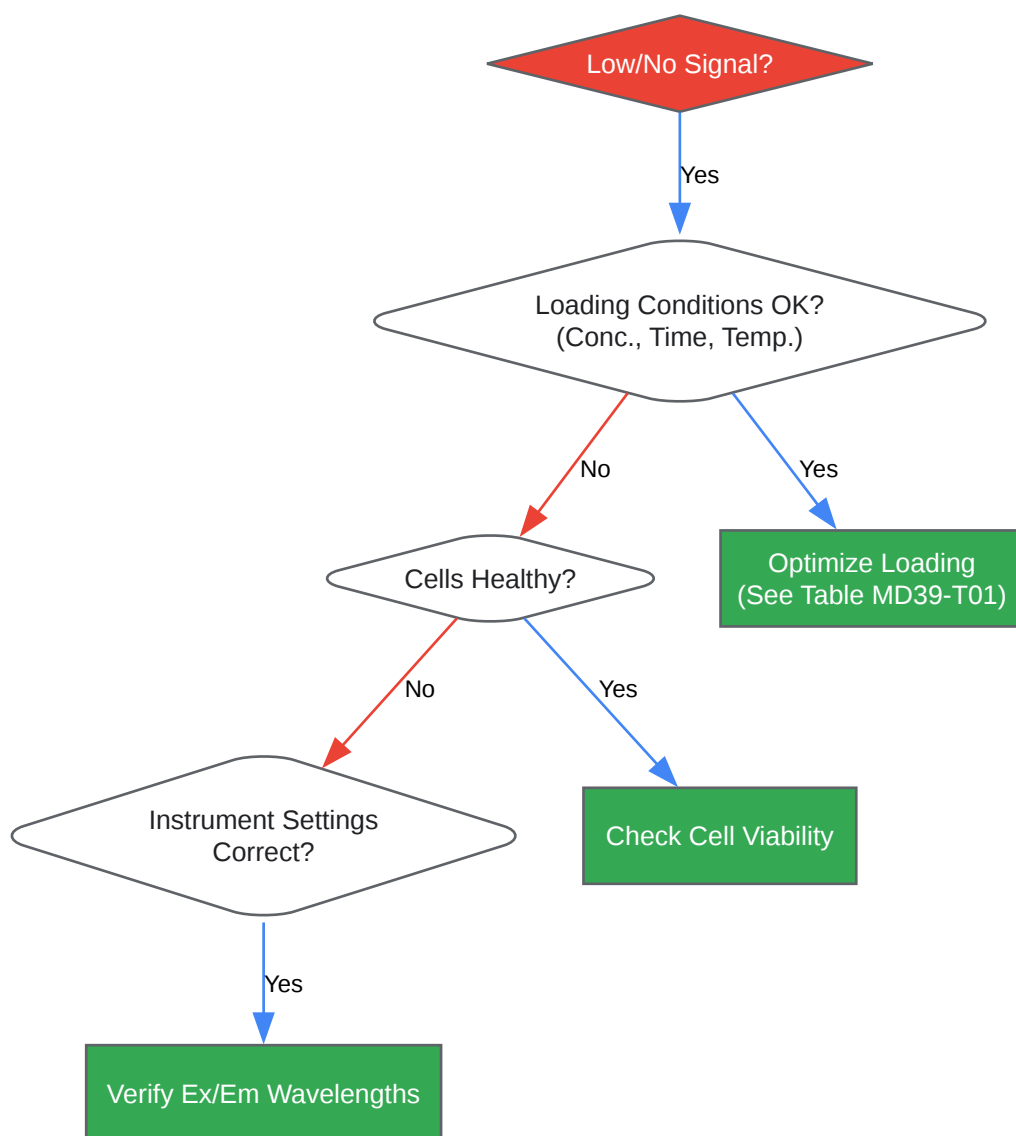 Low/No Signal?
Yes
Loading Conditions OK?
(Conc., Time, Temp.)
No
Yes
Optimize Loading
(See Table MD39-T01)
Cells Healthy?
No
Yes
Instrument Settings
Correct?
Check Cell Viability
Yes
Verify Ex/Em Wavelengths